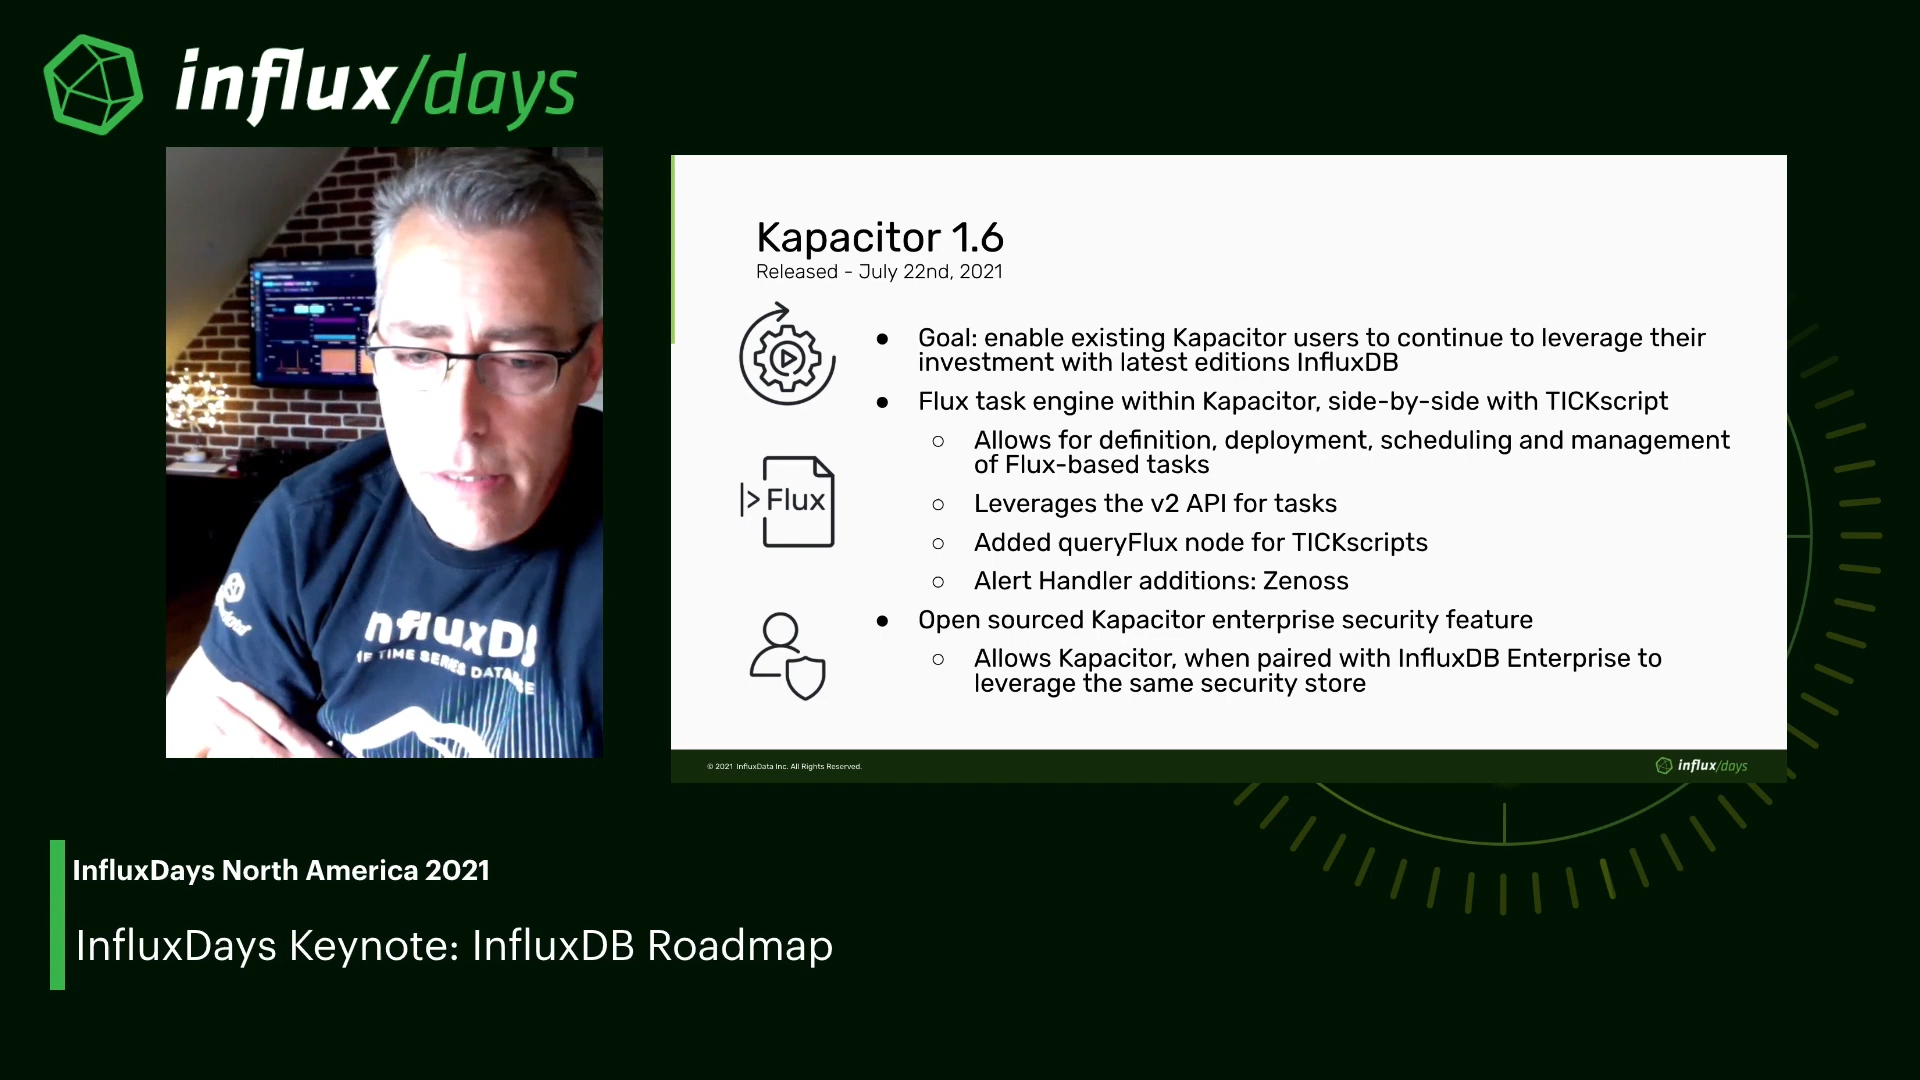 influx/days
Kapacitor 1.6
Released - July 22nd, 2021
● Goal: enable existing Kapacitor users to continue to leverage their
investment with latest editions InfluxDB
● Flux task engine within Kapacitor, side-by-side with TICKscript
○ Allows for definition, deployment, scheduling and management
of Flux-based tasks
|> Flux
○ Leverages the v2 API for tasks
○ Added queryFlux node for TICKscripts
○ Alert Handler additions: Zenoss
● Open sourced Kapacitor enterprise security feature
○ Allows Kapacitor, when paired with InfluxDB Enterprise to
leverage the same security store
nfluxD
TIME SERIES DATABASE
© 2021 InfluxData Inc. All Rights Reserved.
influx/days
InfluxDays North America 2021
InfluxDays Keynote: InfluxDB Roadmap